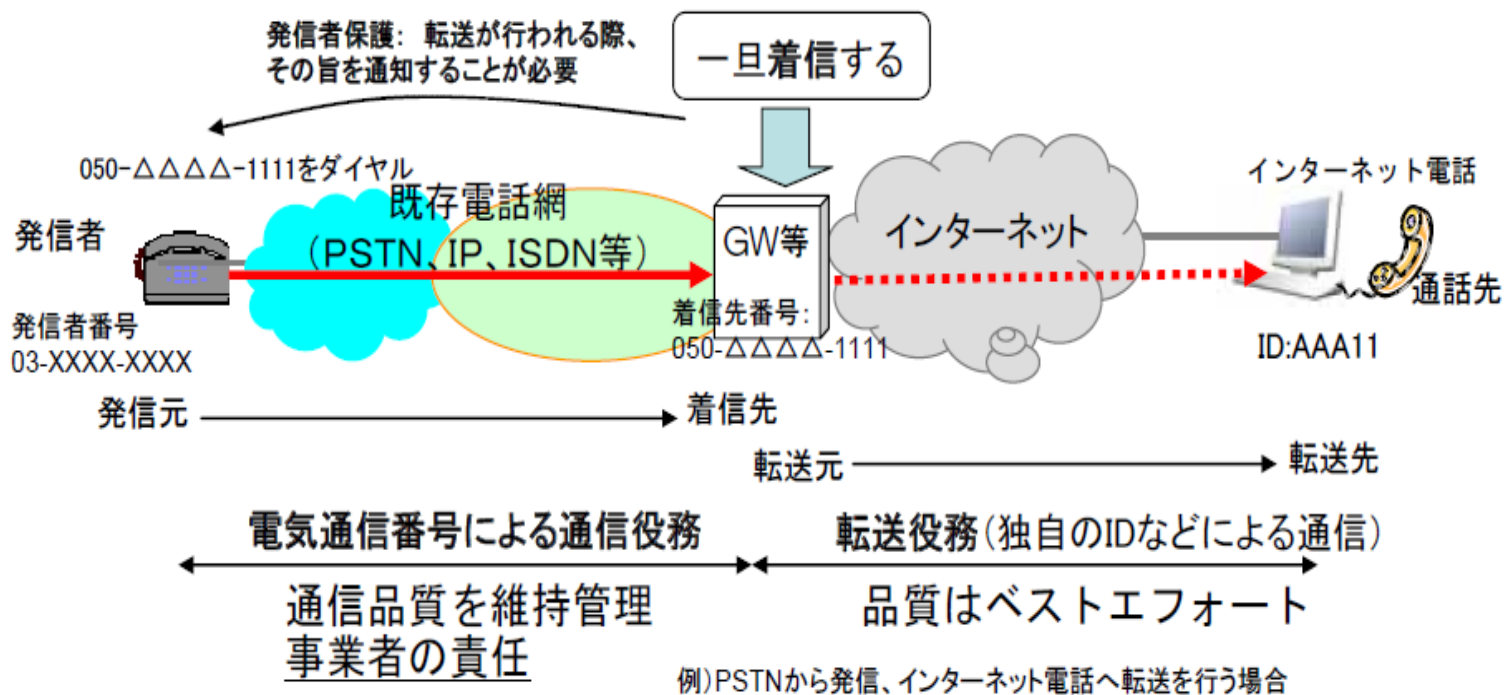 発信者保護： 転送が行われる際、
その旨を通知することが必要
一旦着信する
050-△△△△-1111をダイヤル
既存電話網
（PSTN、IP、ISDN等）
発信者
GW等
インターネット
インターネット電話
通話先
発信者番号
03-XXXX-XXXX
着信先番号：
050-△△△△-1111
ID:AAA11
発信元
着信先
転送元
転送先
電気通信番号による通信役務
転送役務（独自のIDなどによる通信）
通信品質を維持管理
事業者の責任
品質はベストエフォート
例）PSTNから発信、インターネット電話へ転送を行う場合